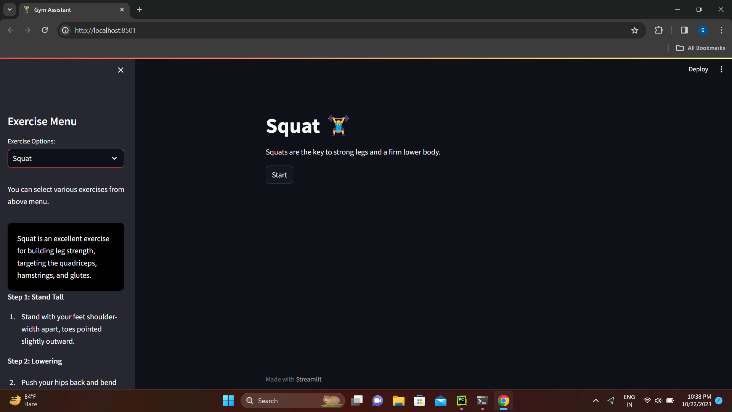 Gym Assistant
http://localhost:8501
S
All Bookmarks
Deploy
Exercise Menu
Exercise Options:
Squat
You can select various exercises from
above menu.
Squat is an excellent exercise
for building leg strength,
targeting the quadriceps,
hamstrings, and glutes.
Step 1: Stand Tall
1. Stand with your feet shoulder-
width apart, toes pointed
slightly outward.
Step 2: Lowering
2. Push your hips back and bend
Squat
Squats are the key to strong legs and a firm lower body.
Start
Made with Streamlit
84°F
Haze
Search
ENG
IN
10:38 PM
10/22/2023